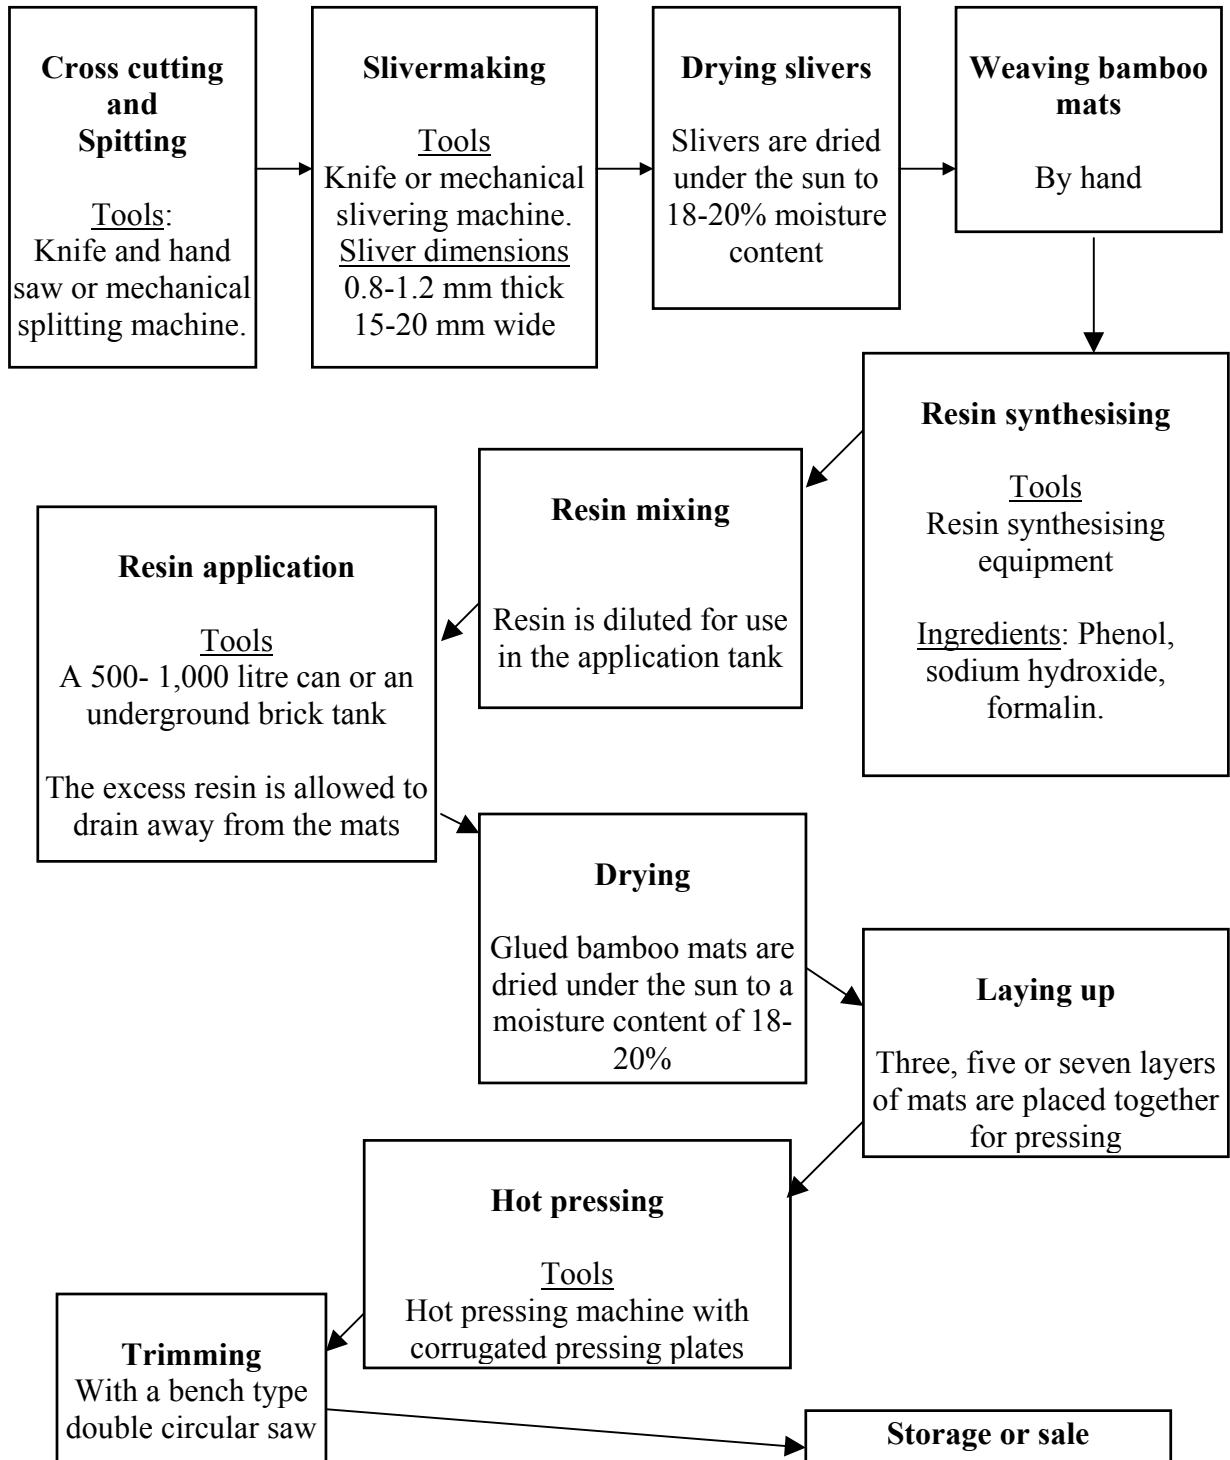 Cross cutting
and
Spitting
Tools:
Knife and hand
saw or mechanical
splitting machine.
Slivermaking
Tools
Knife or mechanical
slivering machine.
Sliver dimensions
0.8-1.2 mm thick
15-20 mm wide
Drying slivers
Slivers are dried
under the sun to
18-20% moisture
content
Weaving bamboo
mats
By hand
Resin synthesising
Tools
Resin synthesising
equipment
Ingredients: Phenol,
sodium hydroxide,
formalin.
Resin mixing
Resin is diluted for use
in the application tank
Resin application
Tools
A 500- 1,000 litre can or an
underground brick tank
The excess resin is allowed to
drain away from the mats
Drying
Glued bamboo mats are
dried under the sun to a
moisture content of 18-
20%
Laying up
Three, five or seven layers
of mats are placed together
for pressing
Hot pressing
Tools
Hot pressing machine with
corrugated pressing plates
Trimming
With a bench type
double circular saw
Storage or sale